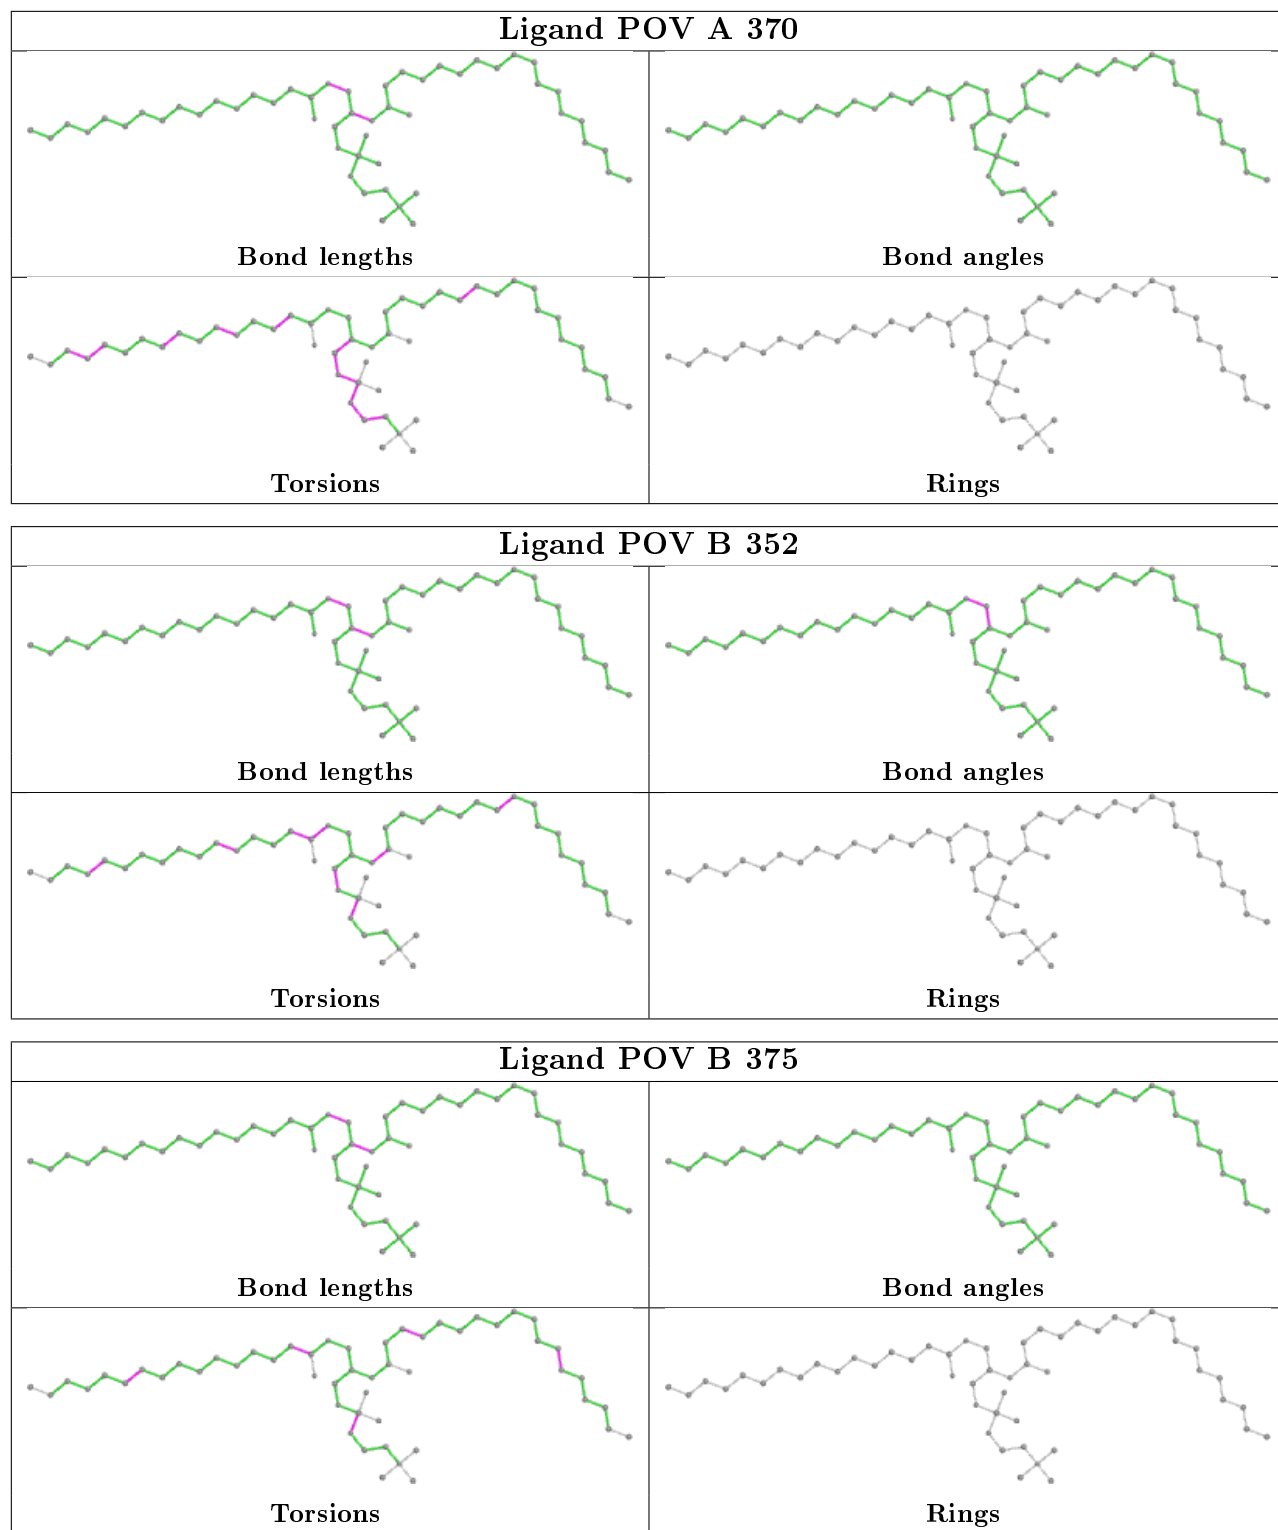 Ligand POV A 370
Bond lengths
Bond angles
Torsions
Rings
Ligand POV B 352
Bond lengths
Bond angles
Torsions
Rings
Ligand POV B 375
Bond lengths
Bond angles
Torsions
Rings